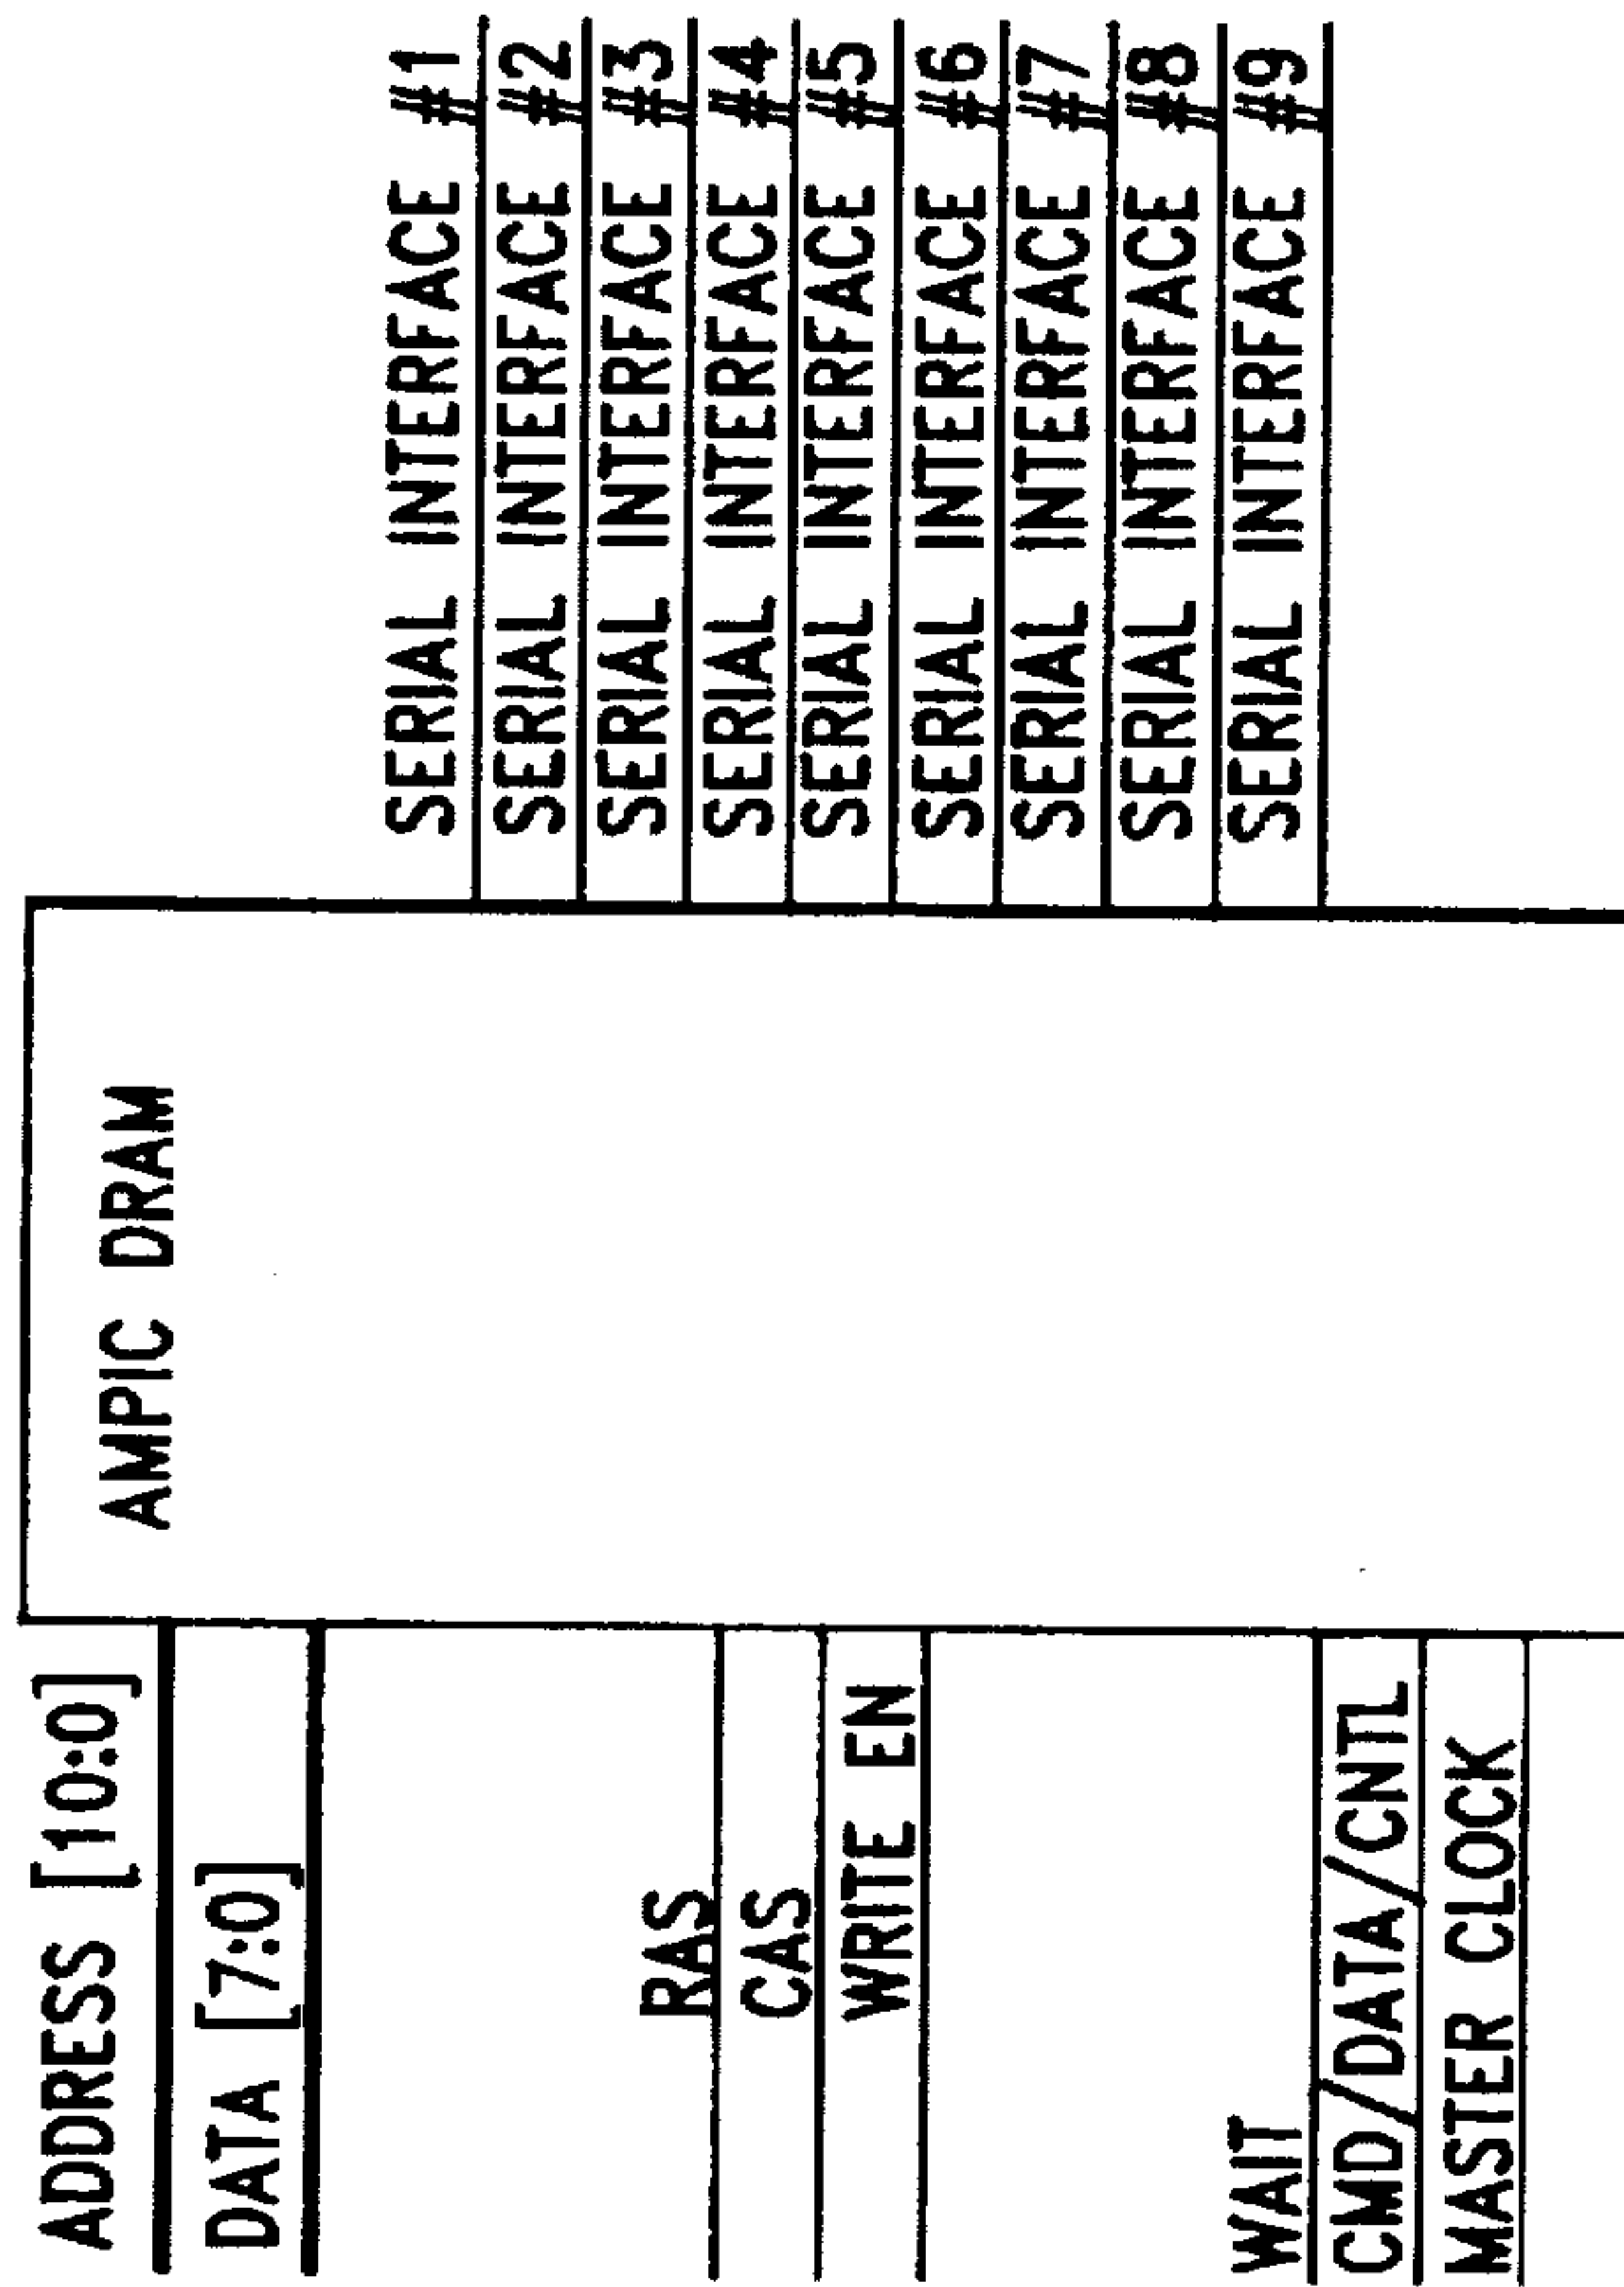 AMPIC DRAM
ADDRESS [10:0]
DATA [7:0]
RAS
CAS
WRITE EN
WAIT
CMD/DATA/CNTL
MASTER CLOCK
SERIAL INTERFACE #1
SERIAL INTERFACE #2
SERIAL INTERFACE #3
SERIAL INTERFACE #4
SERIAL INTERFACE #5
SERIAL INTERFACE #6
SERIAL INTERFACE #7
SERIAL INTERFACE #8
SERIAL INTERFACE #9